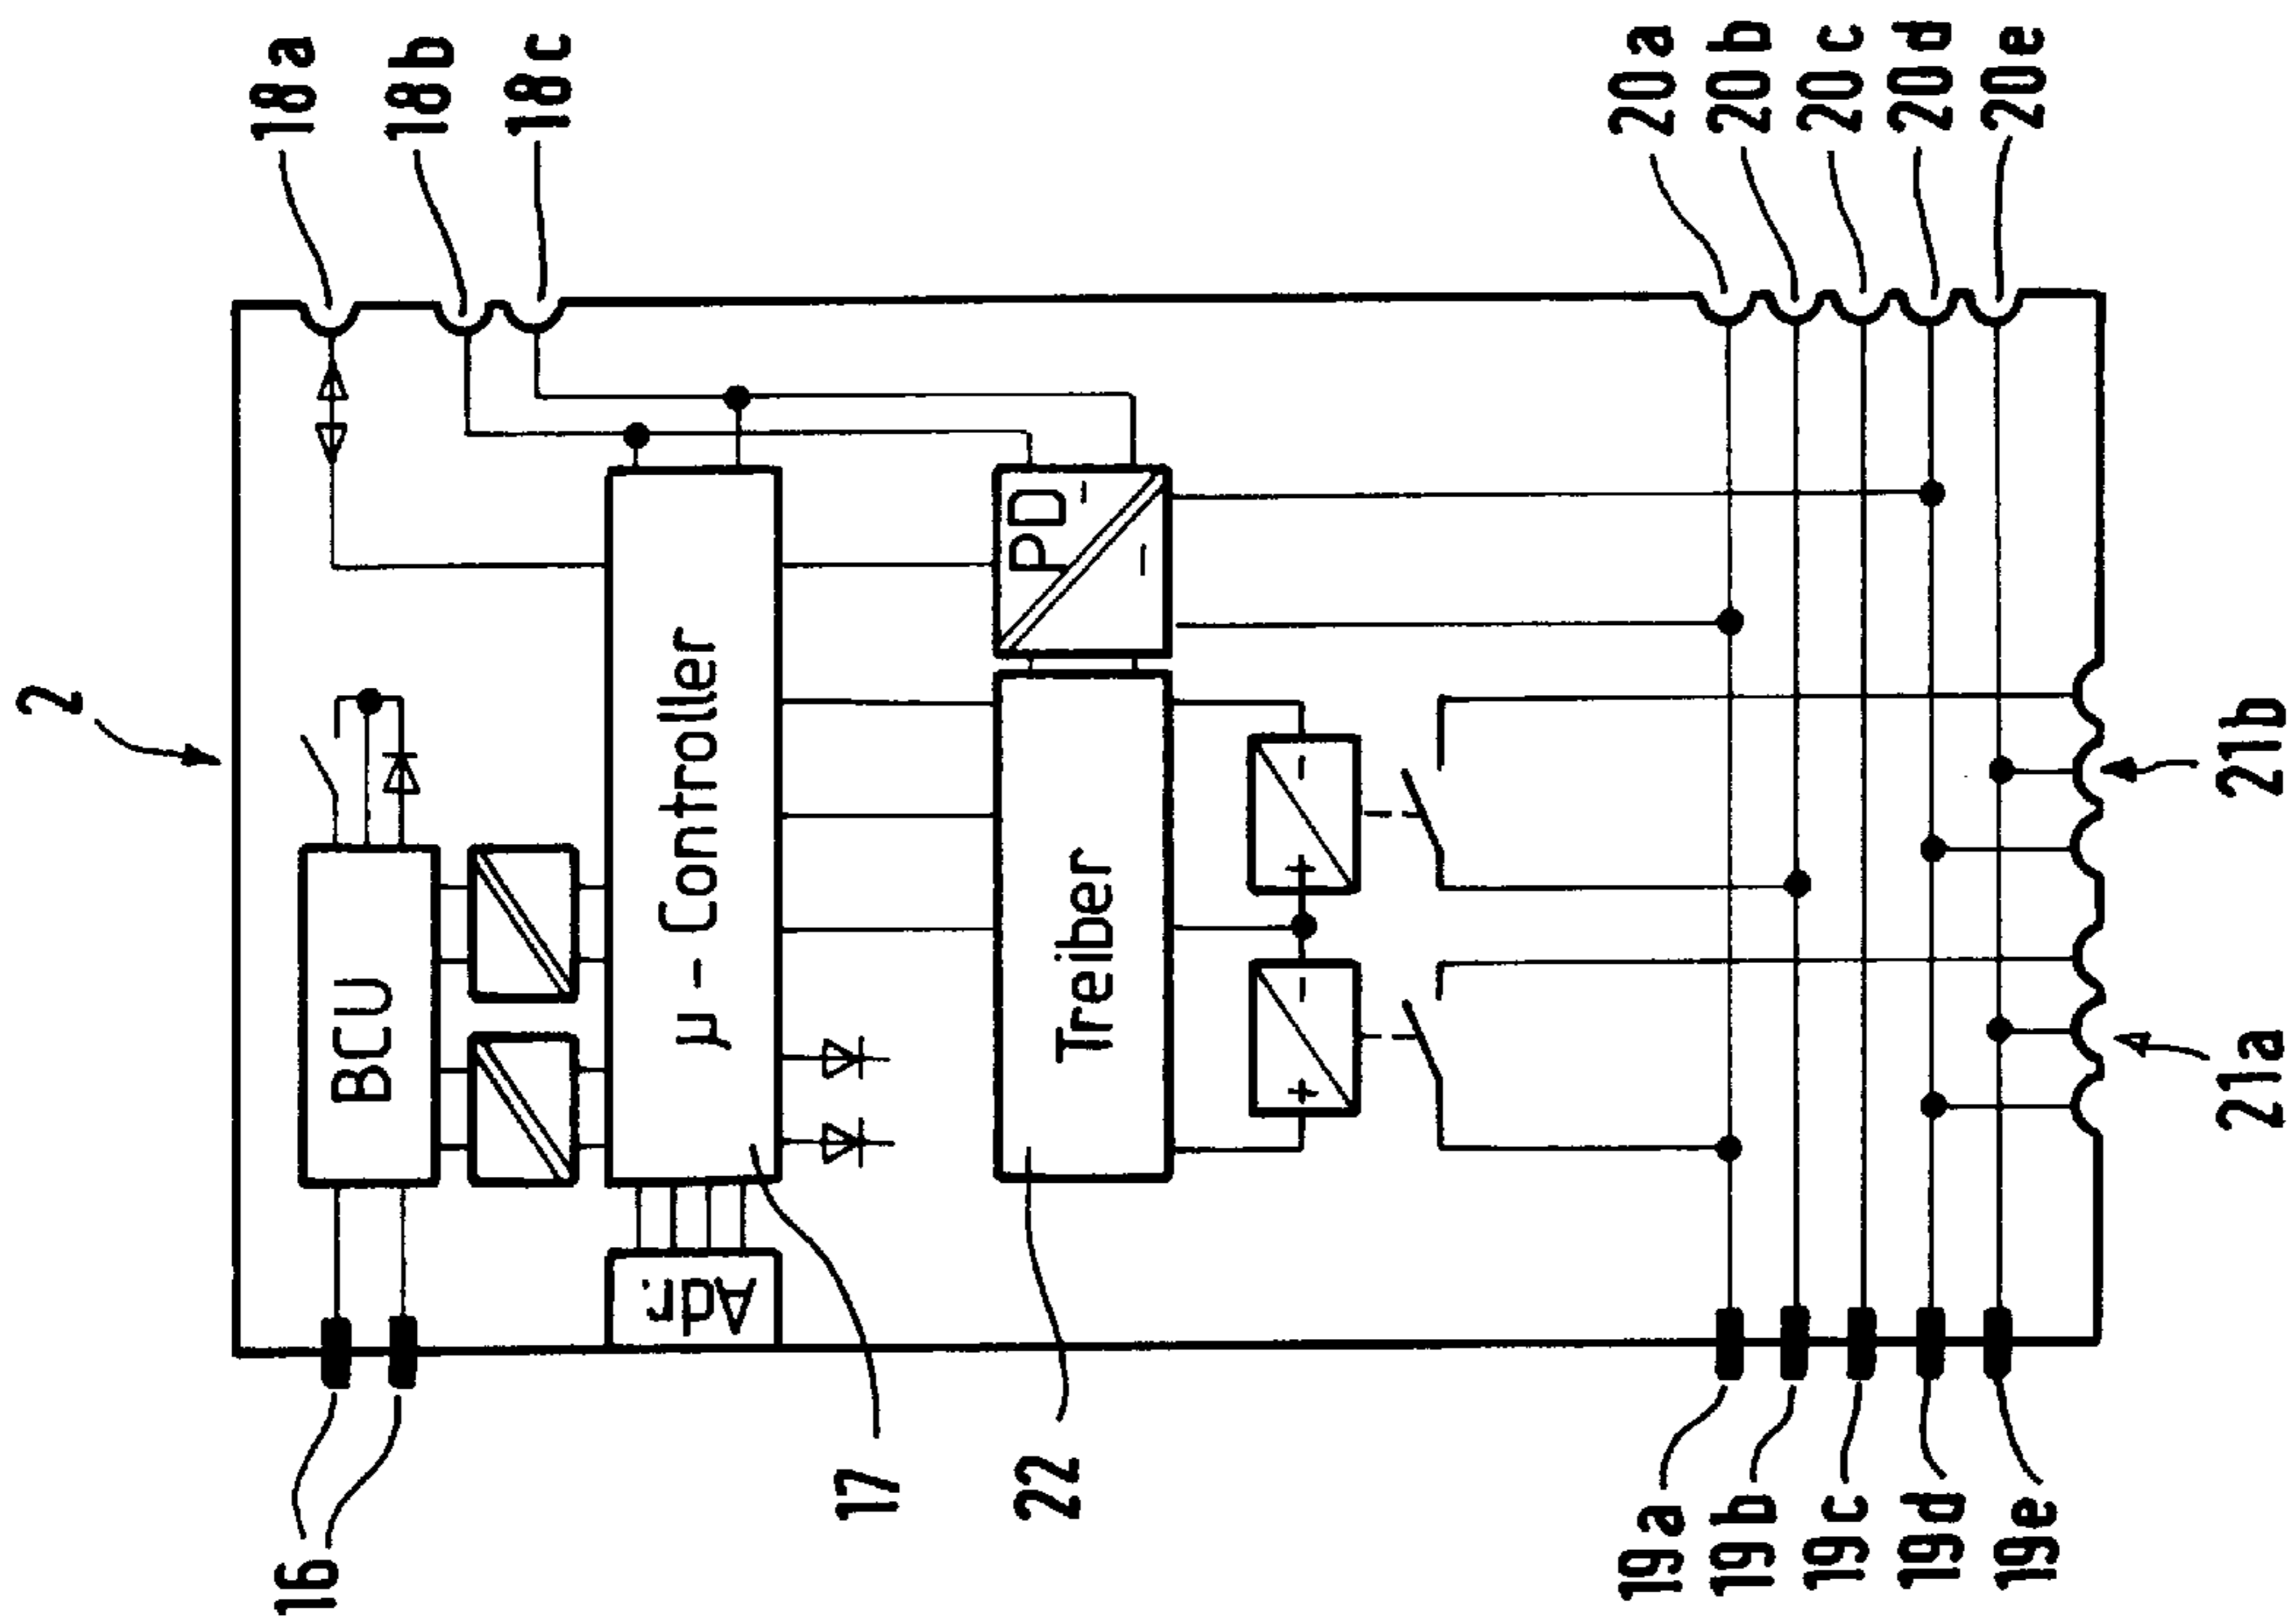 2
16
18a
18b
18c
BCU
µ - Controller
Adr.
17
PD
Treiber
22
+
-
+
-
19a
19b
19c
19d
19e
20a
20b
20c
20d
20e
21a
21b